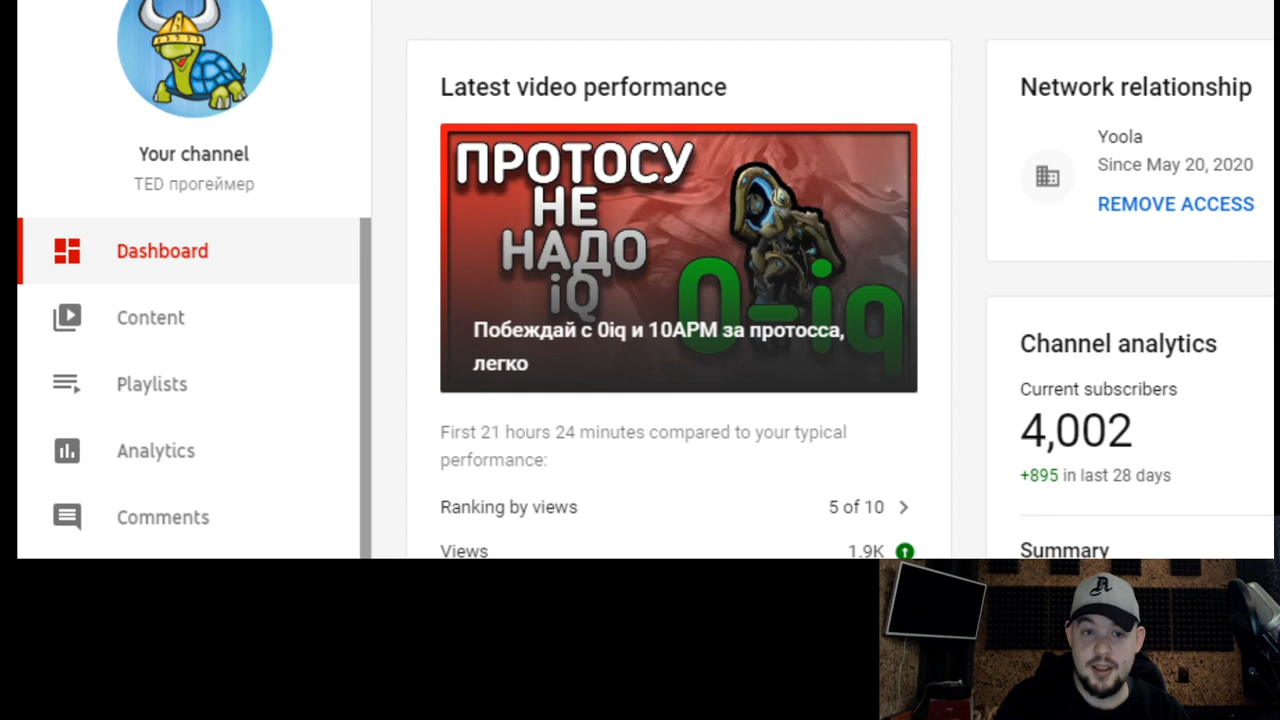 Your channel
TED прогеймер
Dashboard
Content
Playlists
Analytics
Comments
Latest video performance
ПРОТОСУ
НЕ
НАДО
iQ
0-iq
Побеждай с 0iq и 10APM за протосса,
легко
First 21 hours 24 minutes compared to your typical
performance:
Ranking by views 5 of 10
Views 1.9K
Network relationship
Yoola
Since May 20, 2020
REMOVE ACCESS
Channel analytics
Current subscribers
4,002
+895 in last 28 days
Summary
A